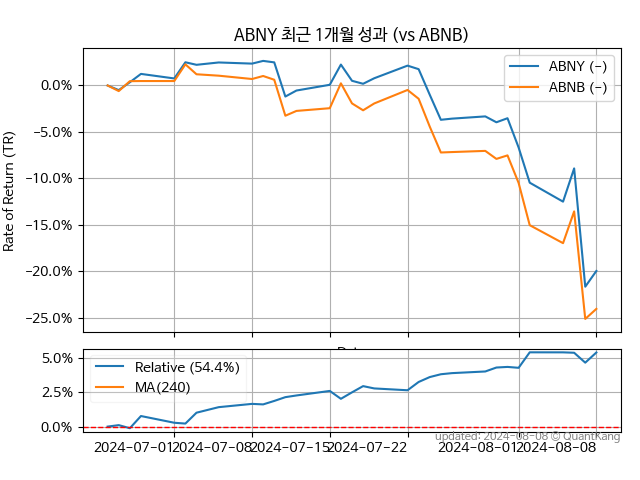 ABNY 최근 1개월 성과 (vs ABNB)
ABNY (-)
ABNB (-)
Rate of Return (TR)
0.0%
−5.0%
−10.0%
−15.0%
−20.0%
−25.0%
Relative (54.4%)
MA(240)
5.0%
2.5%
0.0%
updated: 2024-08-08 © QuantKang
2024-07-01
2024-07-08
2024-07-15
2024-07-22
2024-08-01
2024-08-08